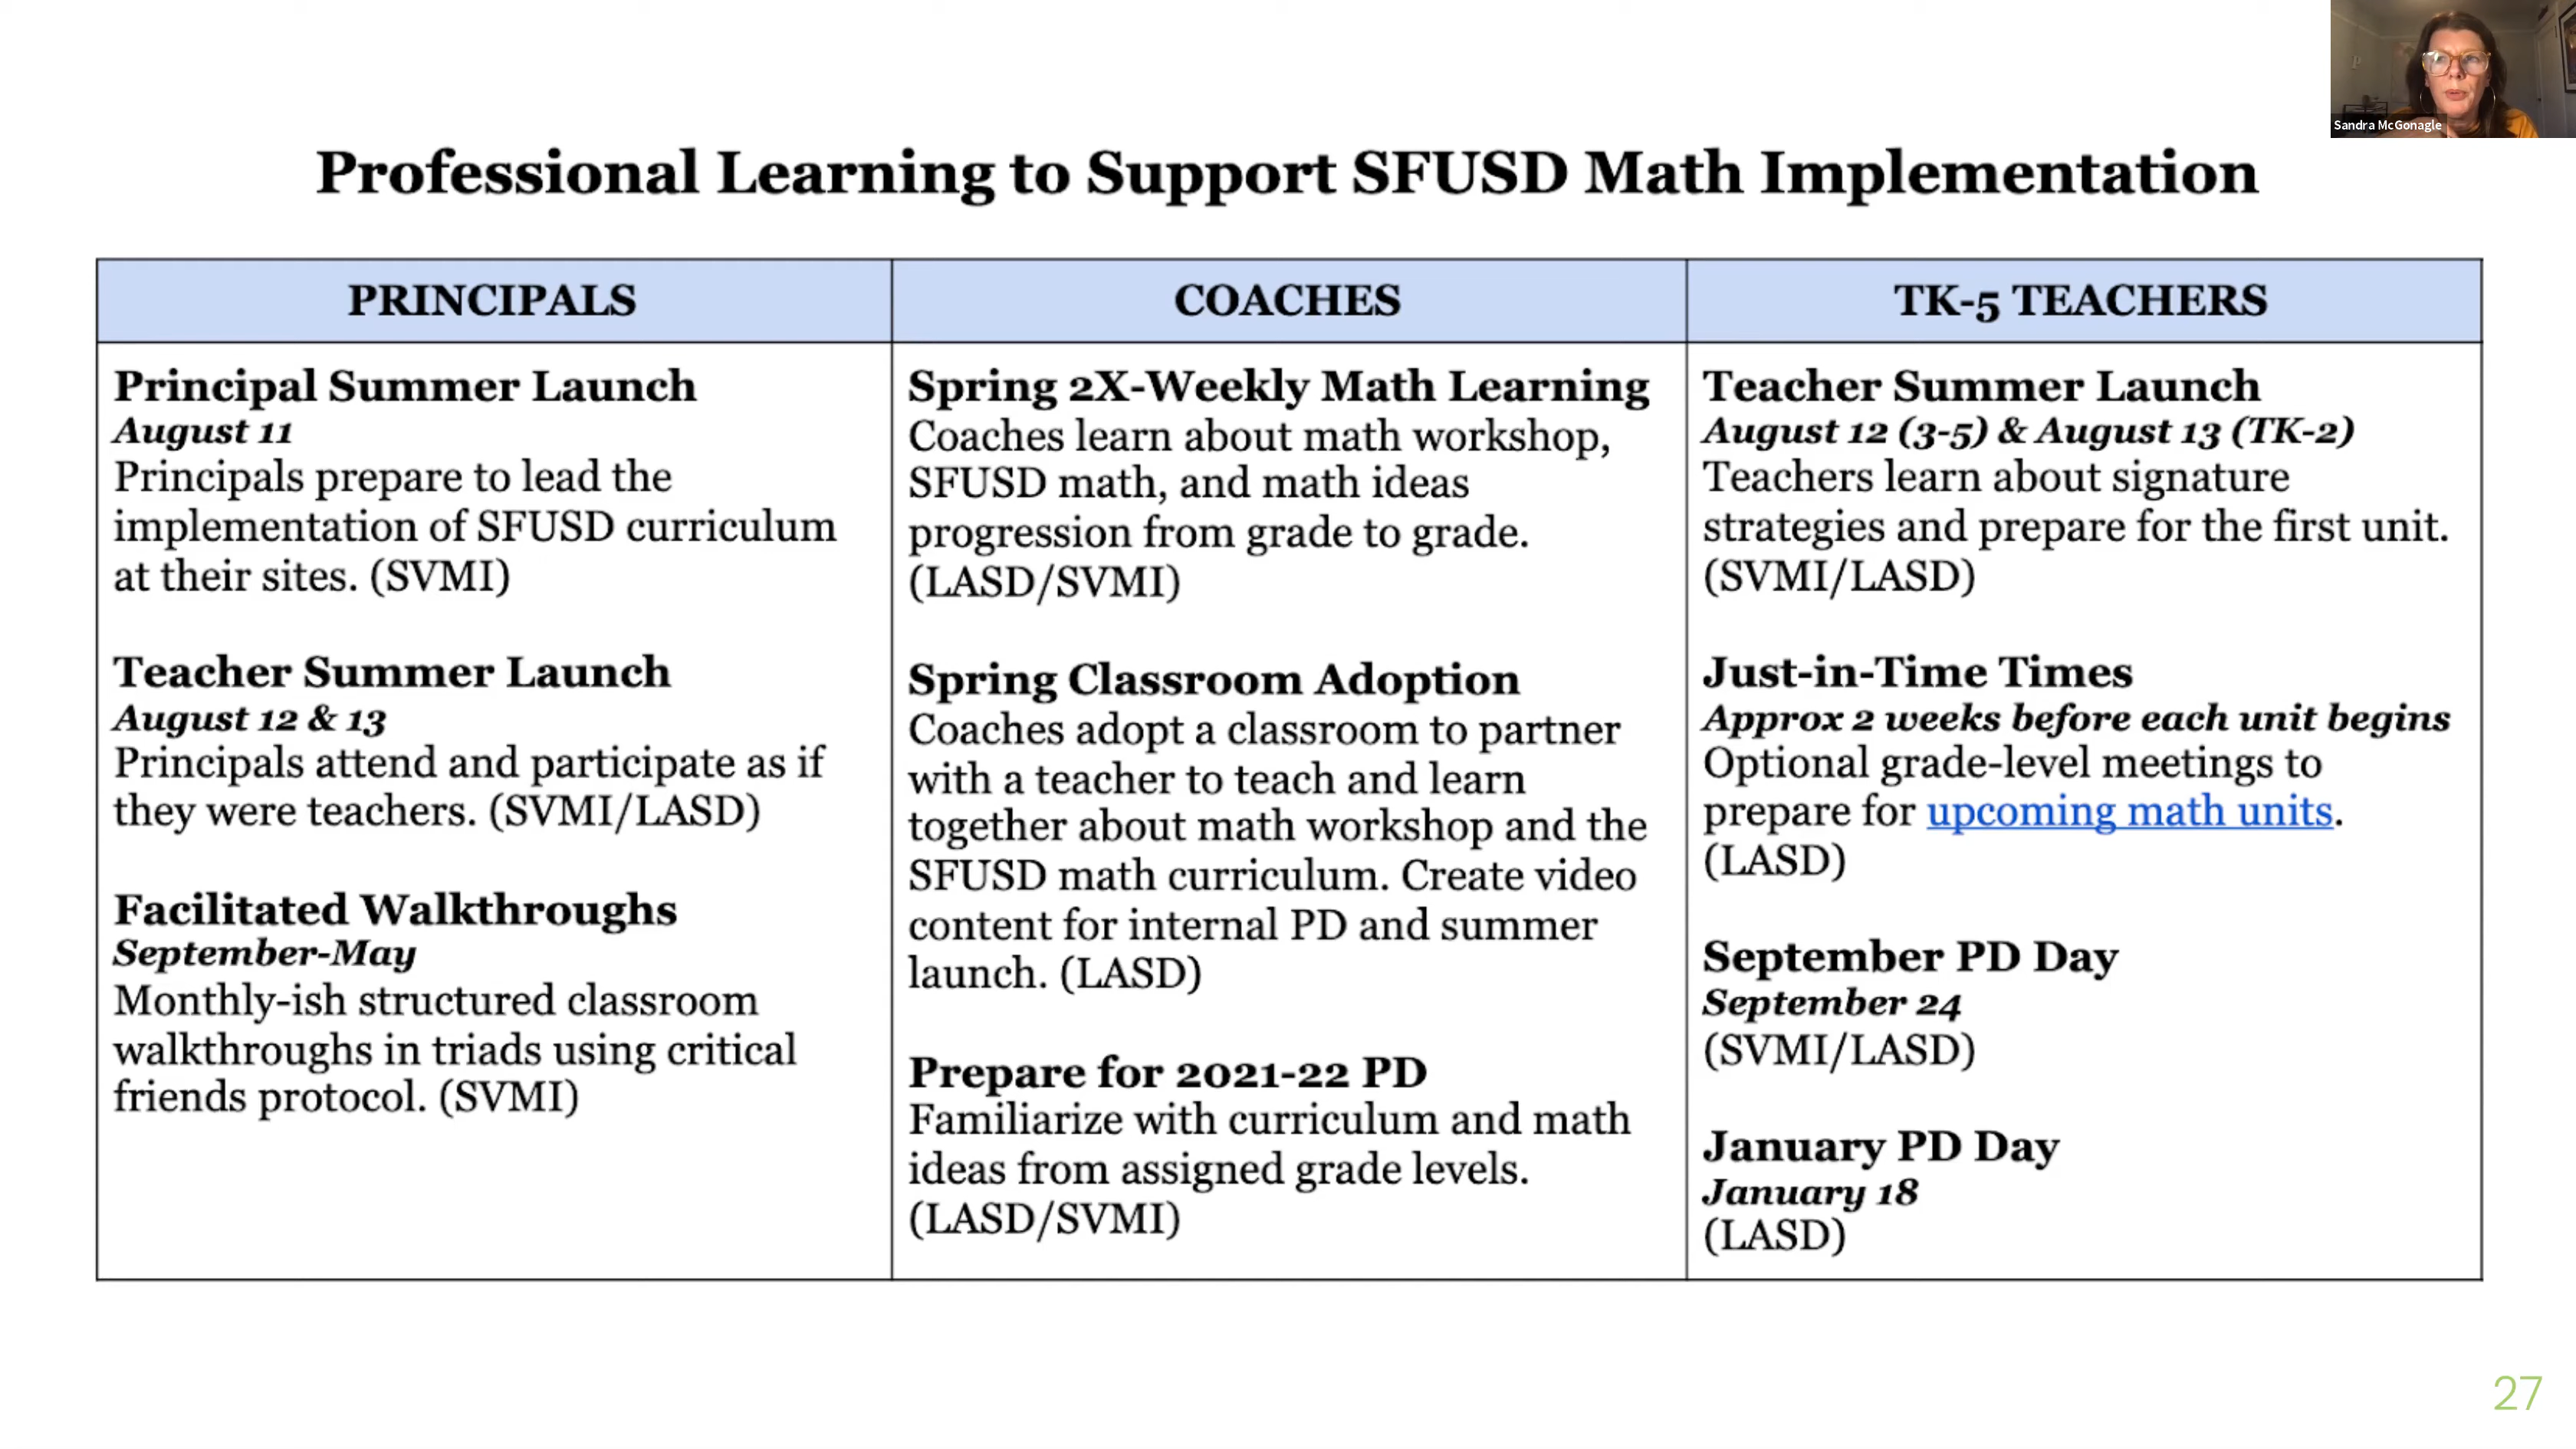 Sandra McGonagle
Professional Learning to Support SFUSD Math Implementation
PRINCIPALS
Principal Summer Launch
August 11
Principals prepare to lead the
implementation of SFUSD curriculum
at their sites. (SVMI)
Teacher Summer Launch
August 12 & 13
Principals attend and participate as if
they were teachers. (SVMI/LASD)
Facilitated Walkthroughs
September-May
Monthly-ish structured classroom
walkthroughs in triads using critical
friends protocol. (SVMI)
COACHES
Spring 2X-Weekly Math Learning
Coaches learn about math workshop,
SFUSD math, and math ideas
progression from grade to grade.
(LASD/SVMI)
Spring Classroom Adoption
Coaches adopt a classroom to partner
with a teacher to teach and learn
together about math workshop and the
SFUSD math curriculum. Create video
content for internal PD and summer
launch. (LASD)
Prepare for 2021-22 PD
Familiarize with curriculum and math
ideas from assigned grade levels.
(LASD/SVMI)
TK-5 TEACHERS
Teacher Summer Launch
August 12 (3-5) & August 13 (TK-2)
Teachers learn about signature
strategies and prepare for the first unit.
(SVMI/LASD)
Just-in-Time Times
Approx 2 weeks before each unit begins
Optional grade-level meetings to
prepare for upcoming math units.
(LASD)
September PD Day
September 24
(SVMI/LASD)
January PD Day
January 18
(LASD)
27